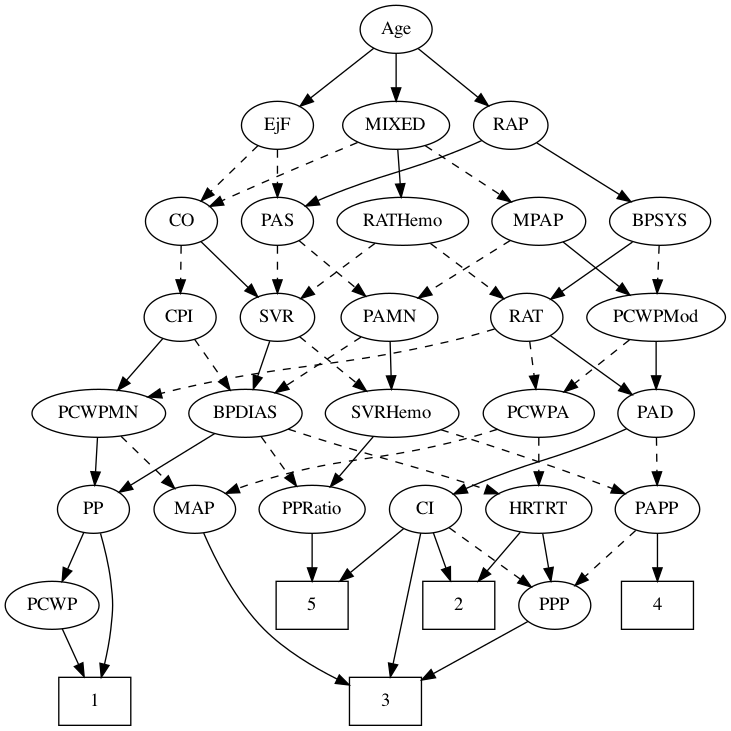 Age
EjF
MIXED
RAP
CO
PAS
RATHemo
MPAP
BPSYS
CPI
SVR
PAMN
RAT
PCWPMod
PCWPMN
BPDIAS
SVRHemo
PCWPA
PAD
PP
MAP
PPRatio
CI
HRTRT
PAPP
PCWP
5
2
PPP
4
1
3